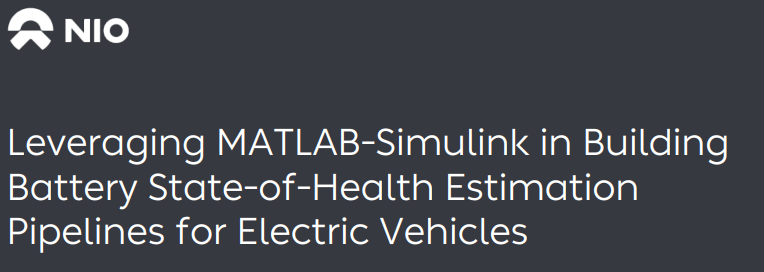 NIO
Leveraging MATLAB-Simulink in Building
Battery State-of-Health Estimation
Pipelines for Electric Vehicles